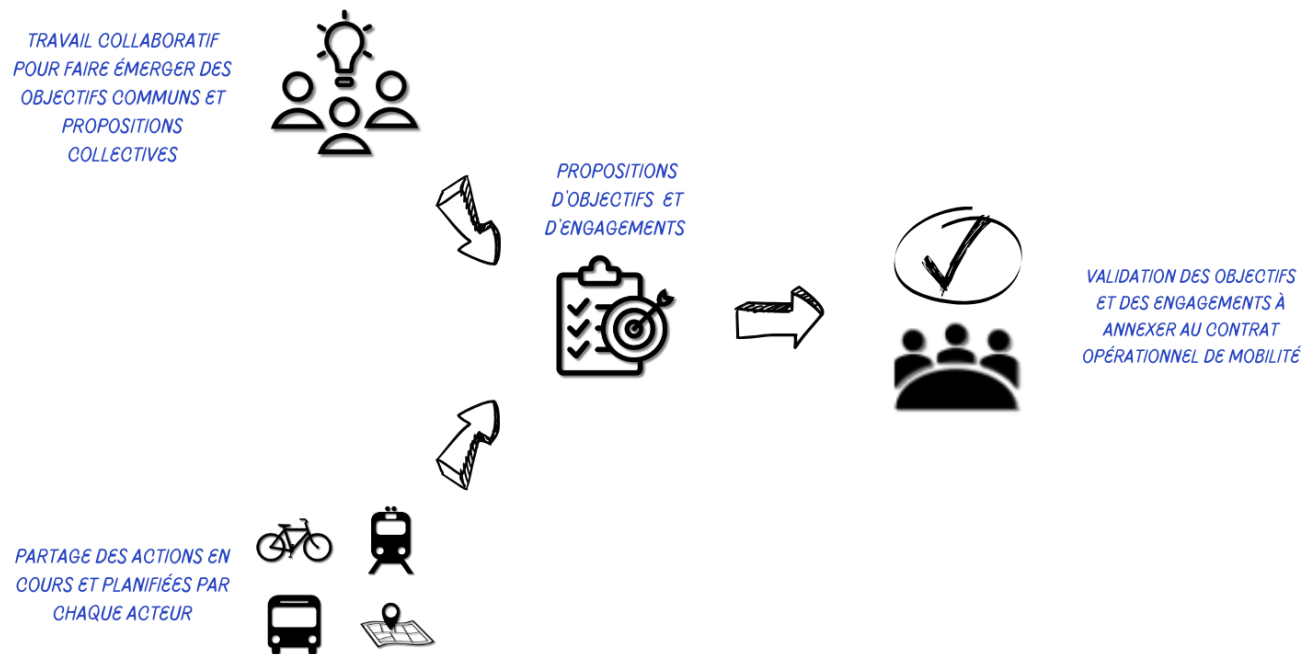 TRAVAIL COLLABORATIF
POUR FAIRE ÉMERGER DES
OBJECTIFS COMMUNS ET
PROPOSITIONS
COLLECTIVES
PROPOSITIONS
D'OBJECTIFS ET
D'ENGAGEMENTS
VALIDATION DES OBJECTIFS
ET DES ENGAGEMENTS À
ANNEXER AU CONTRAT
OPÉRATIONNEL DE MOBILITÉ
PARTAGE DES ACTIONS EN
COURS ET PLANIFIÉES PAR
CHAQUE ACTEUR